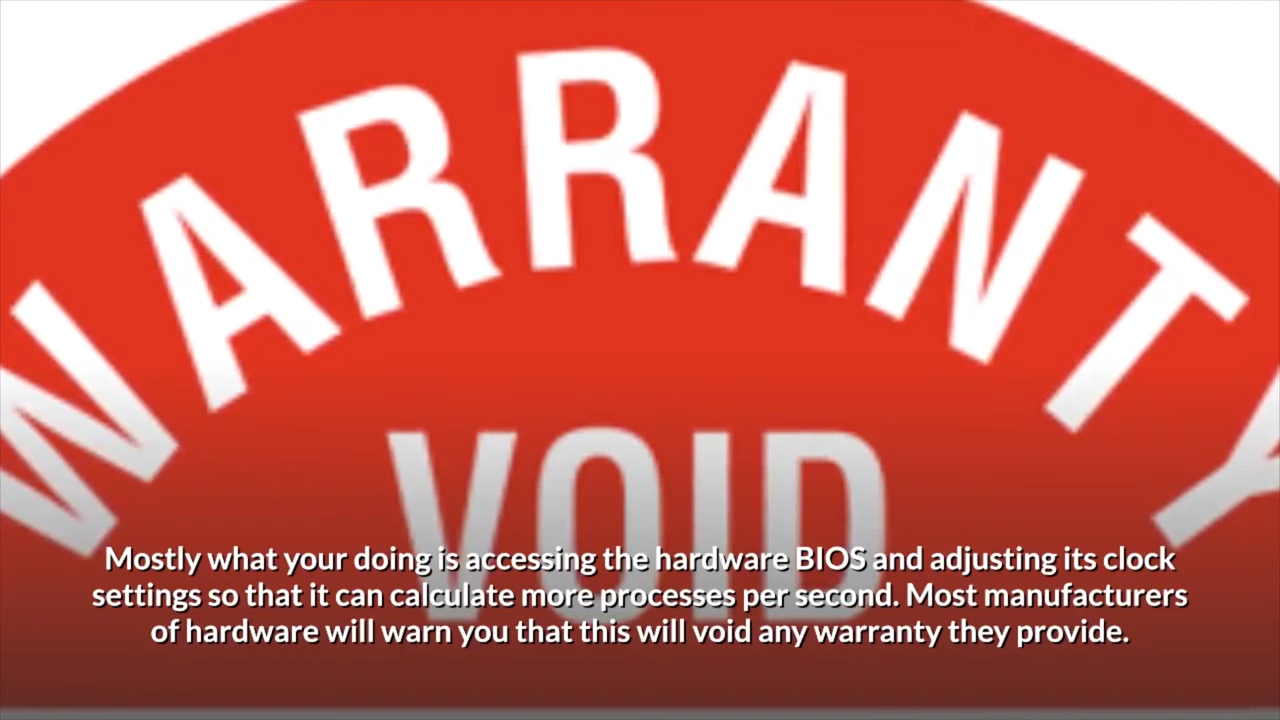 WARRANTY
VOID
Mostly what your doing is accessing the hardware BIOS and adjusting its clock
settings so that it can calculate more processes per second. Most manufacturers
of hardware will warn you that this will void any warranty they provide.